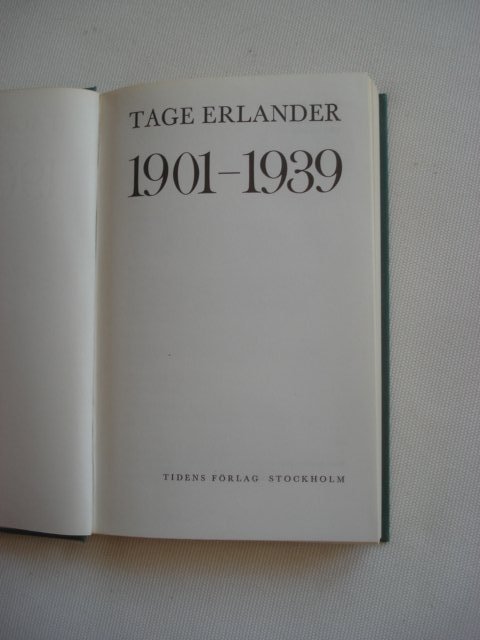 TAGE ERLANDER
1901–1939
TIDENS FÖRLAG STOCKHOLM